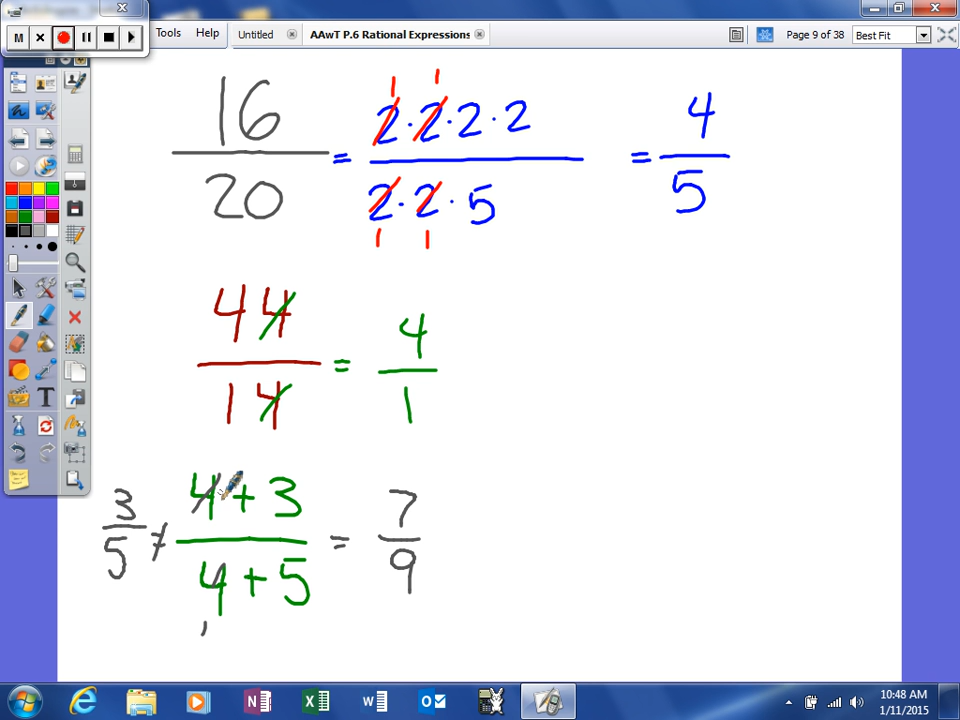 M
Tools Help Untitled AAwT P.6 Rational Expressions Page 9 of 38 Best Fit
16/20 = 2·2·2·2/2·2·5 = 4/5
1 1
1 1
44/14 = 4/1
3/5 ≠ 4+3/4+5 = 7/9
1
T
N X W O
10:48 AM
1/11/2015